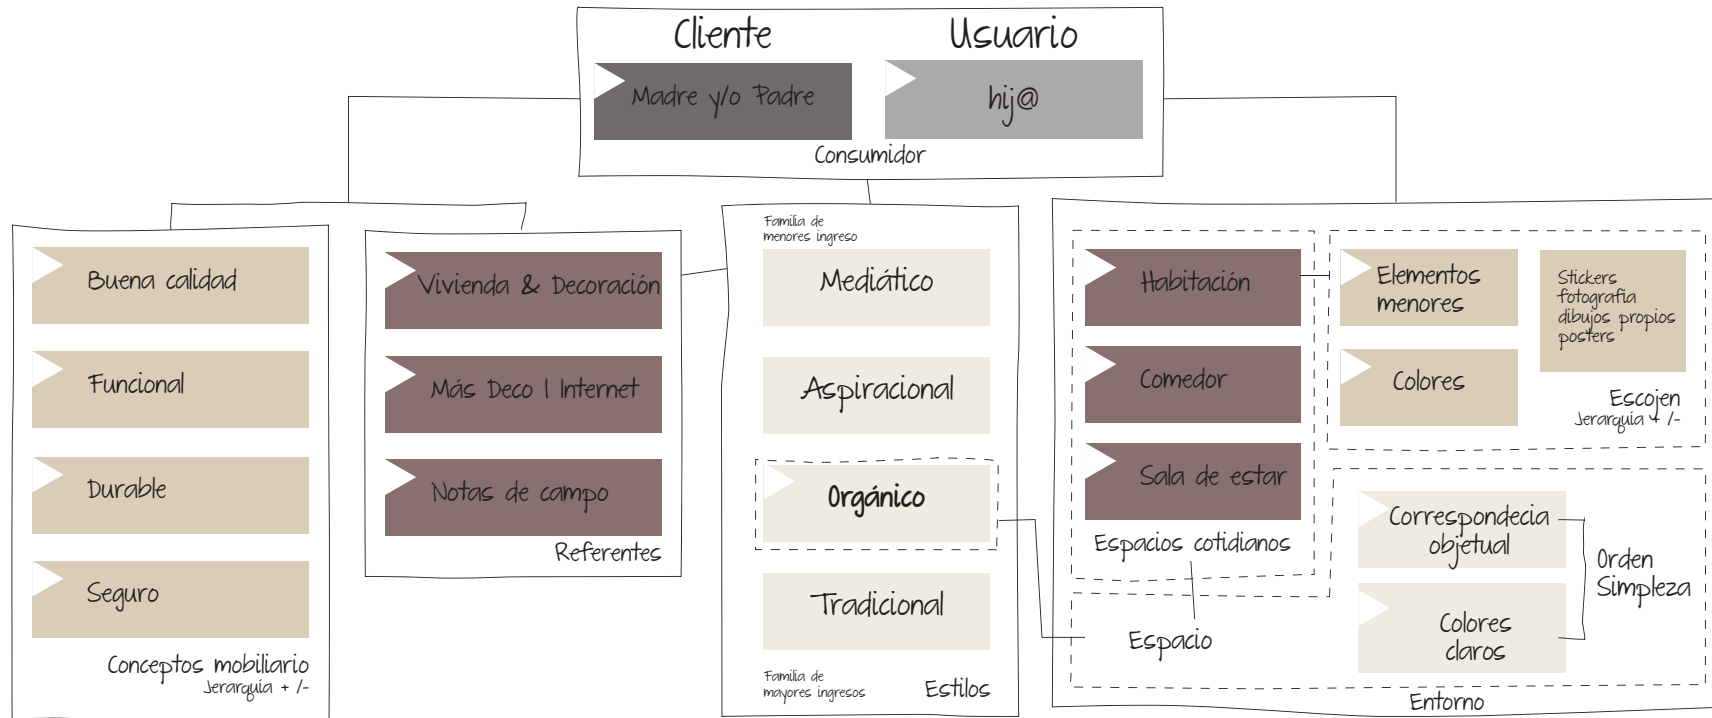 Cliente
Usuario
Madre y/o Padre
hij@
Consumidor
Buena calidad
Funcional
Durable
Seguro
Conceptos mobiliario
Jerarquía + /-
Vivienda & Decoración
Más Deco | Internet
Notas de campo
Referentes
Familia de
menores ingreso
Mediático
Aspiracional
Orgánico
Tradicional
Familia de
mayores ingresos
Estilos
Habitación
Comedor
Sala de estar
Espacios cotidianos
Elementos
menores
Colores
Stickers
fotografía
dibujos propios
posters
Escojen
Jerarquía + /-
Espacio
Correspondecia
objetual
Colores
claros
Orden
Simpleza
Entorno